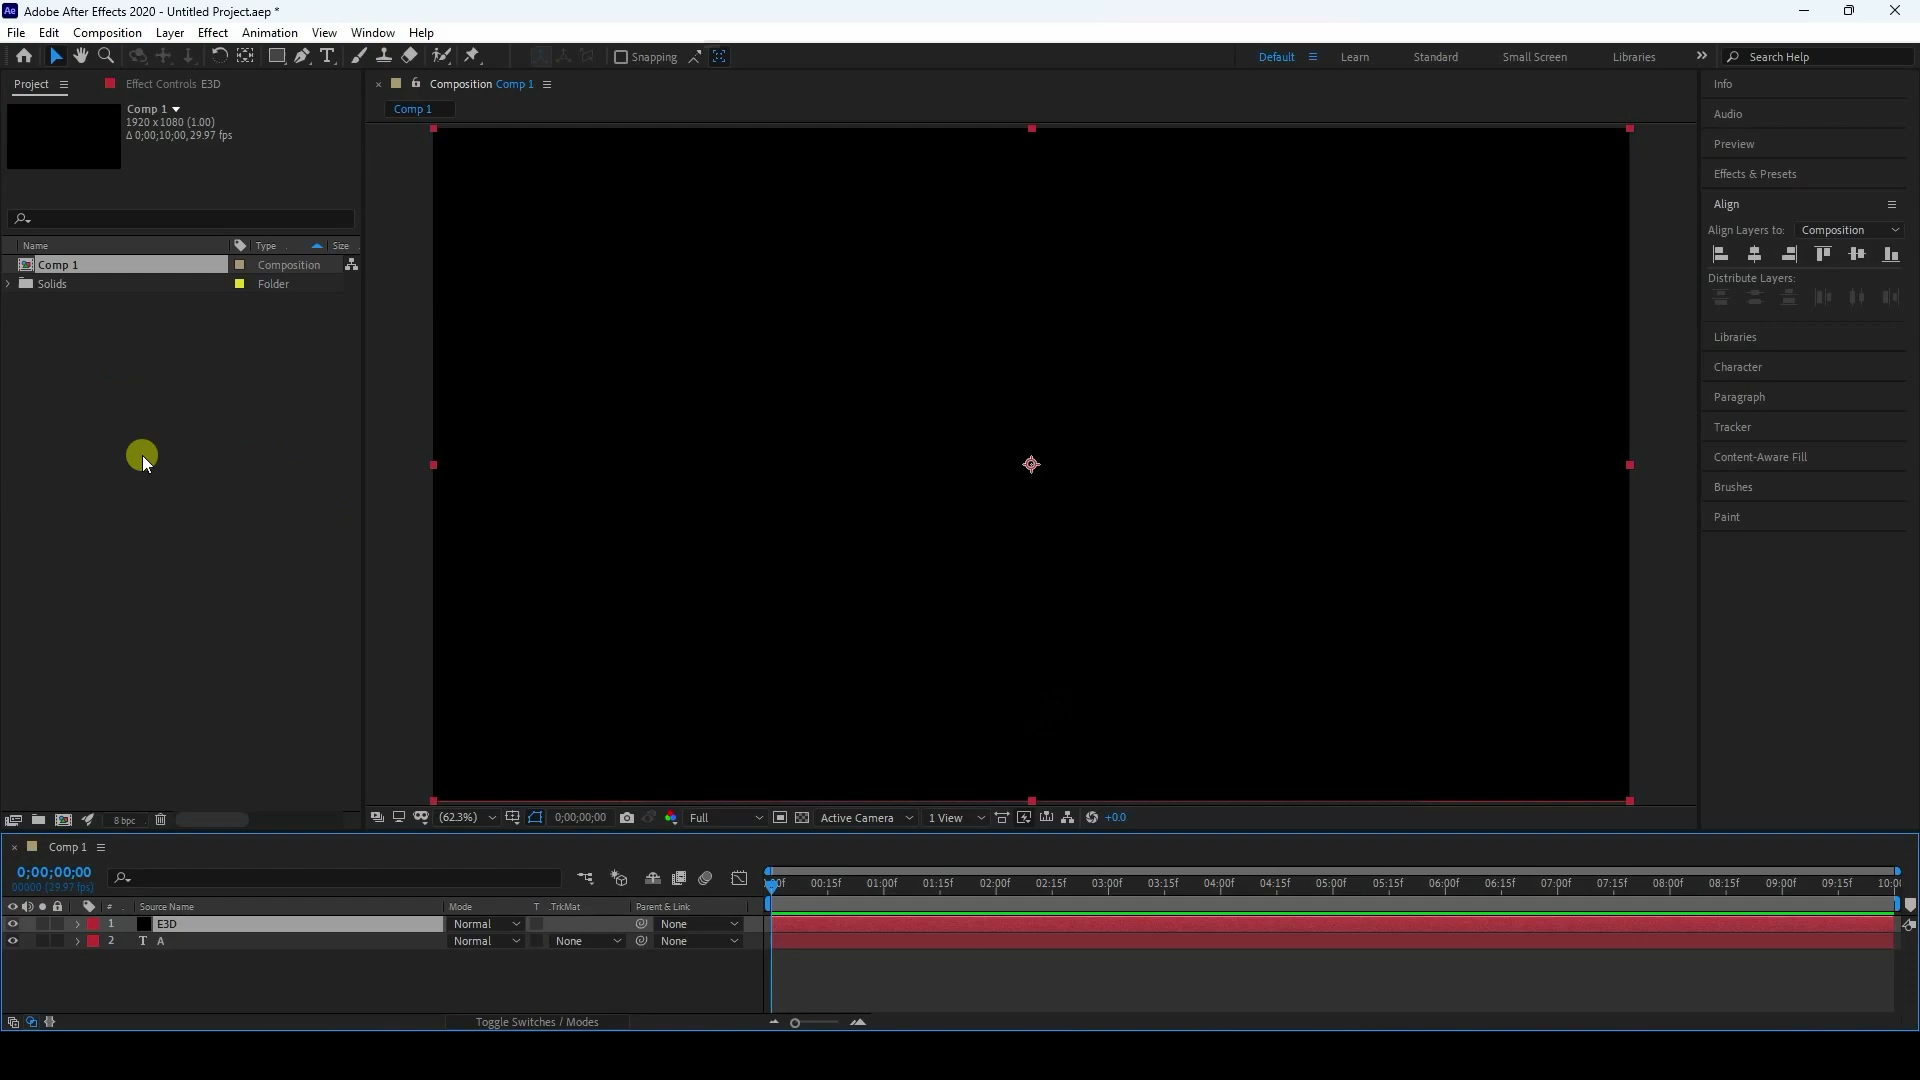 Ae Adobe After Effects 2020 - Untitled Project.aep *
File Edit Composition Layer Effect Animation View Window Help
Snapping Default Learn Standard Small Screen Libraries Search Help
Project Effect Controls E3D Composition Comp 1 Info
Comp 1
1920 x 1080 (1.00)
Δ 0;00;10;00, 29.97 fps
Comp 1
Audio
Preview
Effects & Presets
Align
Align Layers to: Composition
Distribute Layers:
Libraries
Character
Paragraph
Tracker
Content-Aware Fill
Brushes
Paint
Name Type Size
Comp 1 Composition
Solids Folder
8 bpc (62.3%) 0;00;00;00 Full Active Camera 1 View +0.0
Comp 1
0;00;00;00
00000 (29.97 fps)
00f 00:15f 01:00f 01:15f 02:00f 02:15f 03:00f 03:15f 04:00f 04:15f 05:00f 05:15f 06:00f 06:15f 07:00f 07:15f 08:00f 08:15f 09:00f 09:15f 10:0
# Source Name Mode T .TrkMat Parent & Link
1 E3D Normal None
2 T A Normal None None
Toggle Switches / Modes